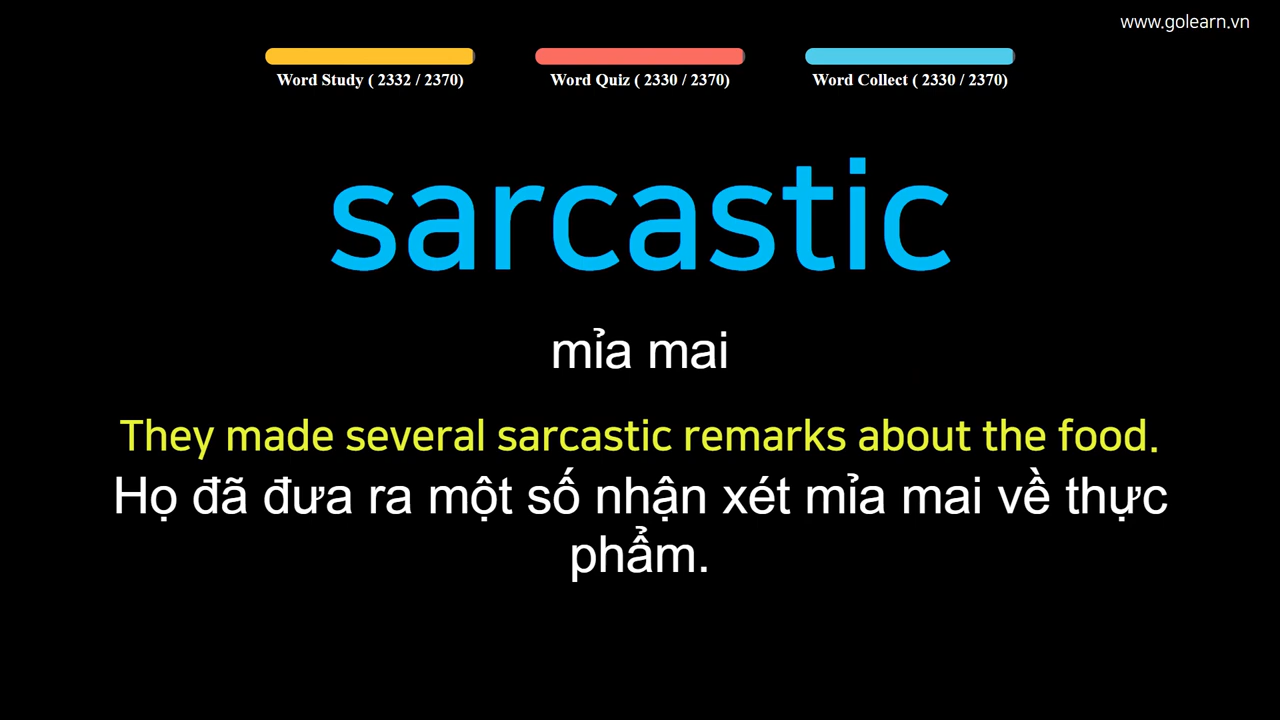 www.golearn.vn
Word Study ( 2332 / 2370)
Word Quiz ( 2330 / 2370)
Word Collect ( 2330 / 2370)
sarcastic
mỉa mai
They made several sarcastic remarks about the food.
Họ đã đưa ra một số nhận xét mỉa mai về thực
phẩm.